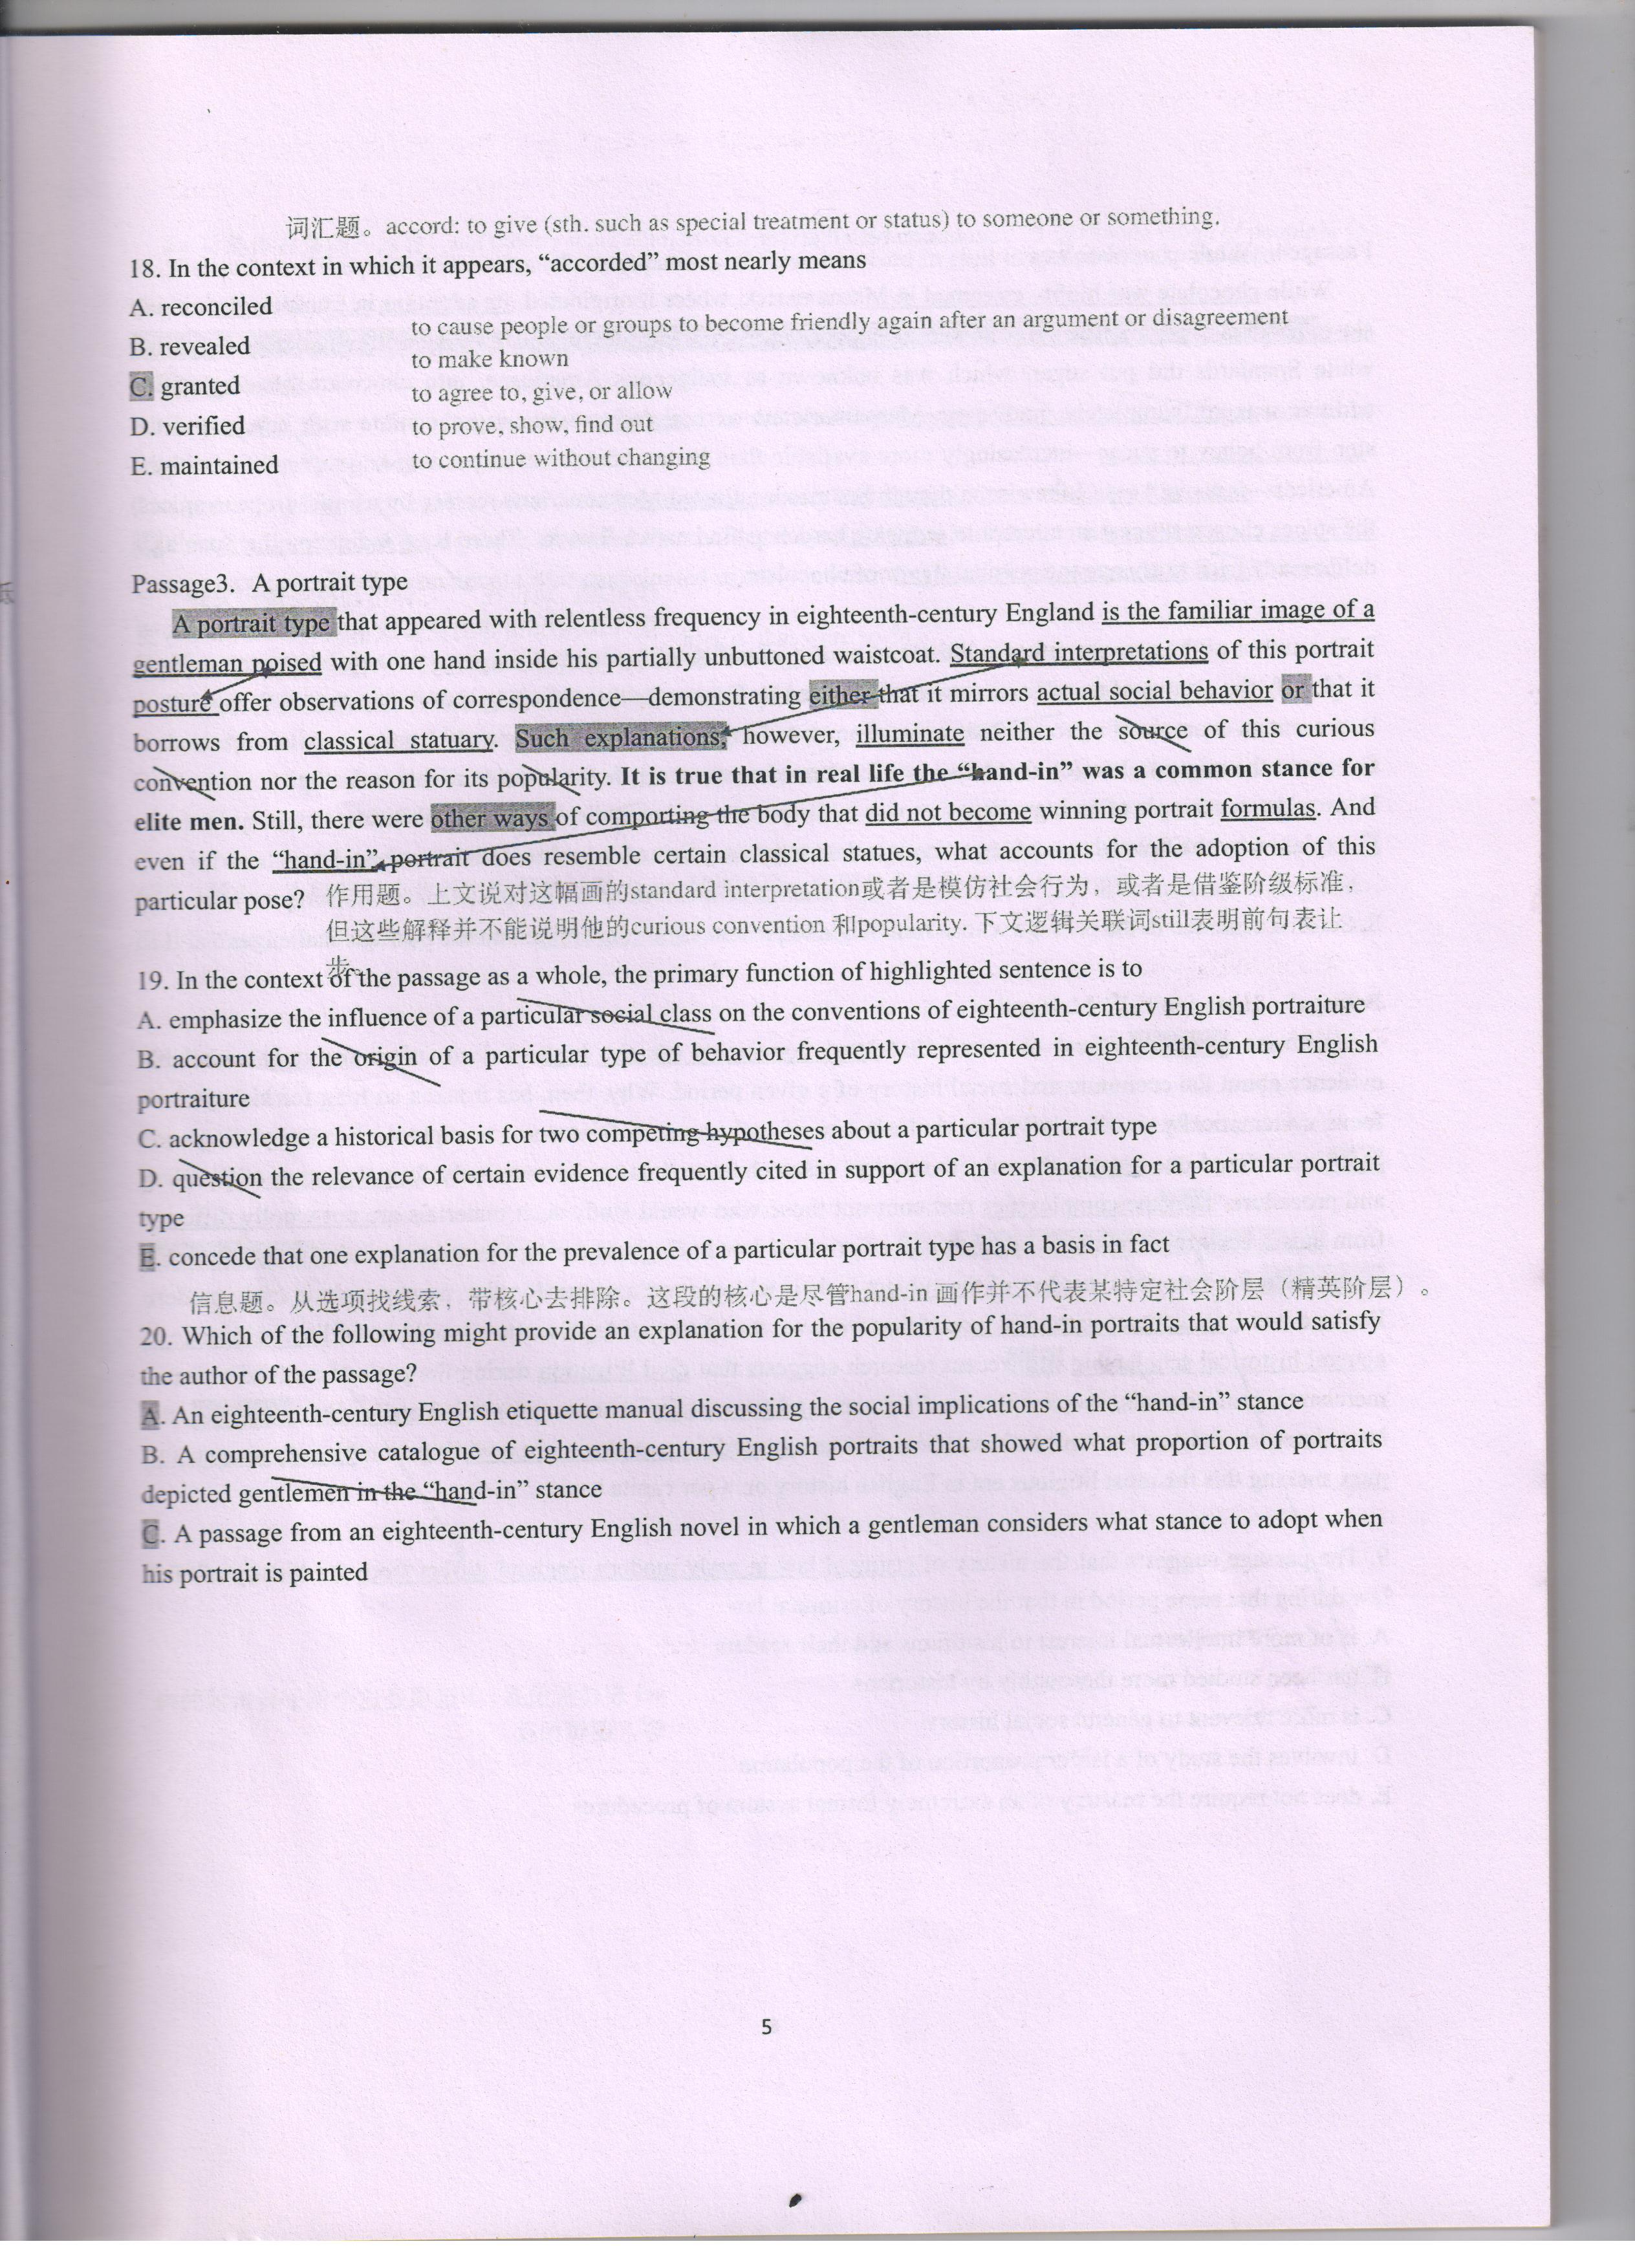 词汇题。accord: to give (sth. such as special treatment or status) to someone or something.
18. In the context in which it appears, “accorded” most nearly means
A. reconciled
to cause people or groups to become friendly again after an argument or disagreement
B. revealed
to make known
C. granted
to agree to, give, or allow
D. verified
to prove, show, find out
E. maintained
to continue without changing
Passage3. A portrait type
A portrait type that appeared with relentless frequency in eighteenth-century England is the familiar image of a
gentleman poised with one hand inside his partially unbuttoned waistcoat. Standard interpretations of this portrait
posture offer observations of correspondence—demonstrating either that it mirrors actual social behavior or that it
borrows from classical statuary. Such explanations, however, illuminate neither the source of this curious
convention nor the reason for its popularity. It is true that in real life the “hand-in” was a common stance for
elite men. Still, there were other ways of comporting the body that did not become winning portrait formulas. And
even if the “hand-in” portrait does resemble certain classical statues, what accounts for the adoption of this
particular pose?
作用题。上文说对这幅画的standard interpretation或者是模仿社会行为，或者是借鉴阶级标准，
但这些解释并不能说明他的curious convention 和popularity. 下文逻辑关联词still表明前句表让
步。
19. In the context of the passage as a whole, the primary function of highlighted sentence is to
A. emphasize the influence of a particular social class on the conventions of eighteenth-century English portraiture
B. account for the origin of a particular type of behavior frequently represented in eighteenth-century English
portraiture
C. acknowledge a historical basis for two competing hypotheses about a particular portrait type
D. question the relevance of certain evidence frequently cited in support of an explanation for a particular portrait
type
E. concede that one explanation for the prevalence of a particular portrait type has a basis in fact
信息题。从选项找线索，带核心去排除。这段的核心是尽管hand-in 画作并不代表某特定社会阶层（精英阶层）。
20. Which of the following might provide an explanation for the popularity of hand-in portraits that would satisfy
the author of the passage?
A. An eighteenth-century English etiquette manual discussing the social implications of the “hand-in” stance
B. A comprehensive catalogue of eighteenth-century English portraits that showed what proportion of portraits
depicted gentlemen in the “hand-in” stance
C. A passage from an eighteenth-century English novel in which a gentleman considers what stance to adopt when
his portrait is painted
5